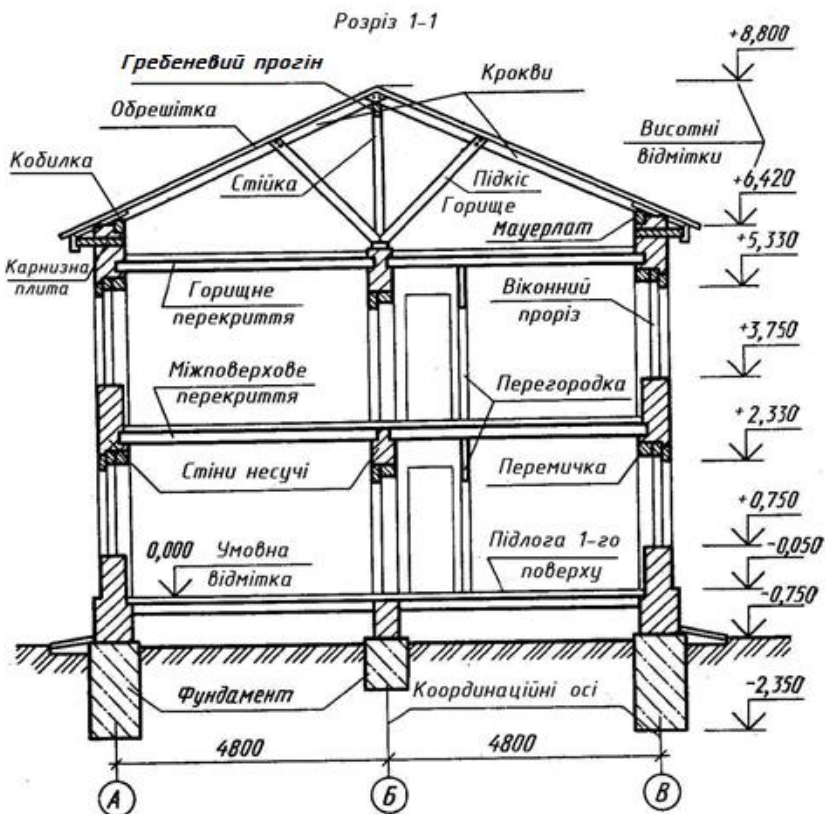 Розріз 1-1
+8,800
Гребеневий прогін
Крокви
Обрешітка
Висотні
відмітки
Кобилка
Стійка
Підкіс
+6,420
Горище
Мауерлат
+5,330
Карнизна
плита
Горищне
перекриття
Віконний
проріз
+3,750
Міжповерхове
перекриття
Перегородка
+2,330
Стіни несучі
Перемичка
+0,750
0,000
Умовна
відмітка
Підлога 1-го
поверху
-0,050
-0,750
Фундамент
Координаційні осі
-2,350
4800
4800
А
Б
В